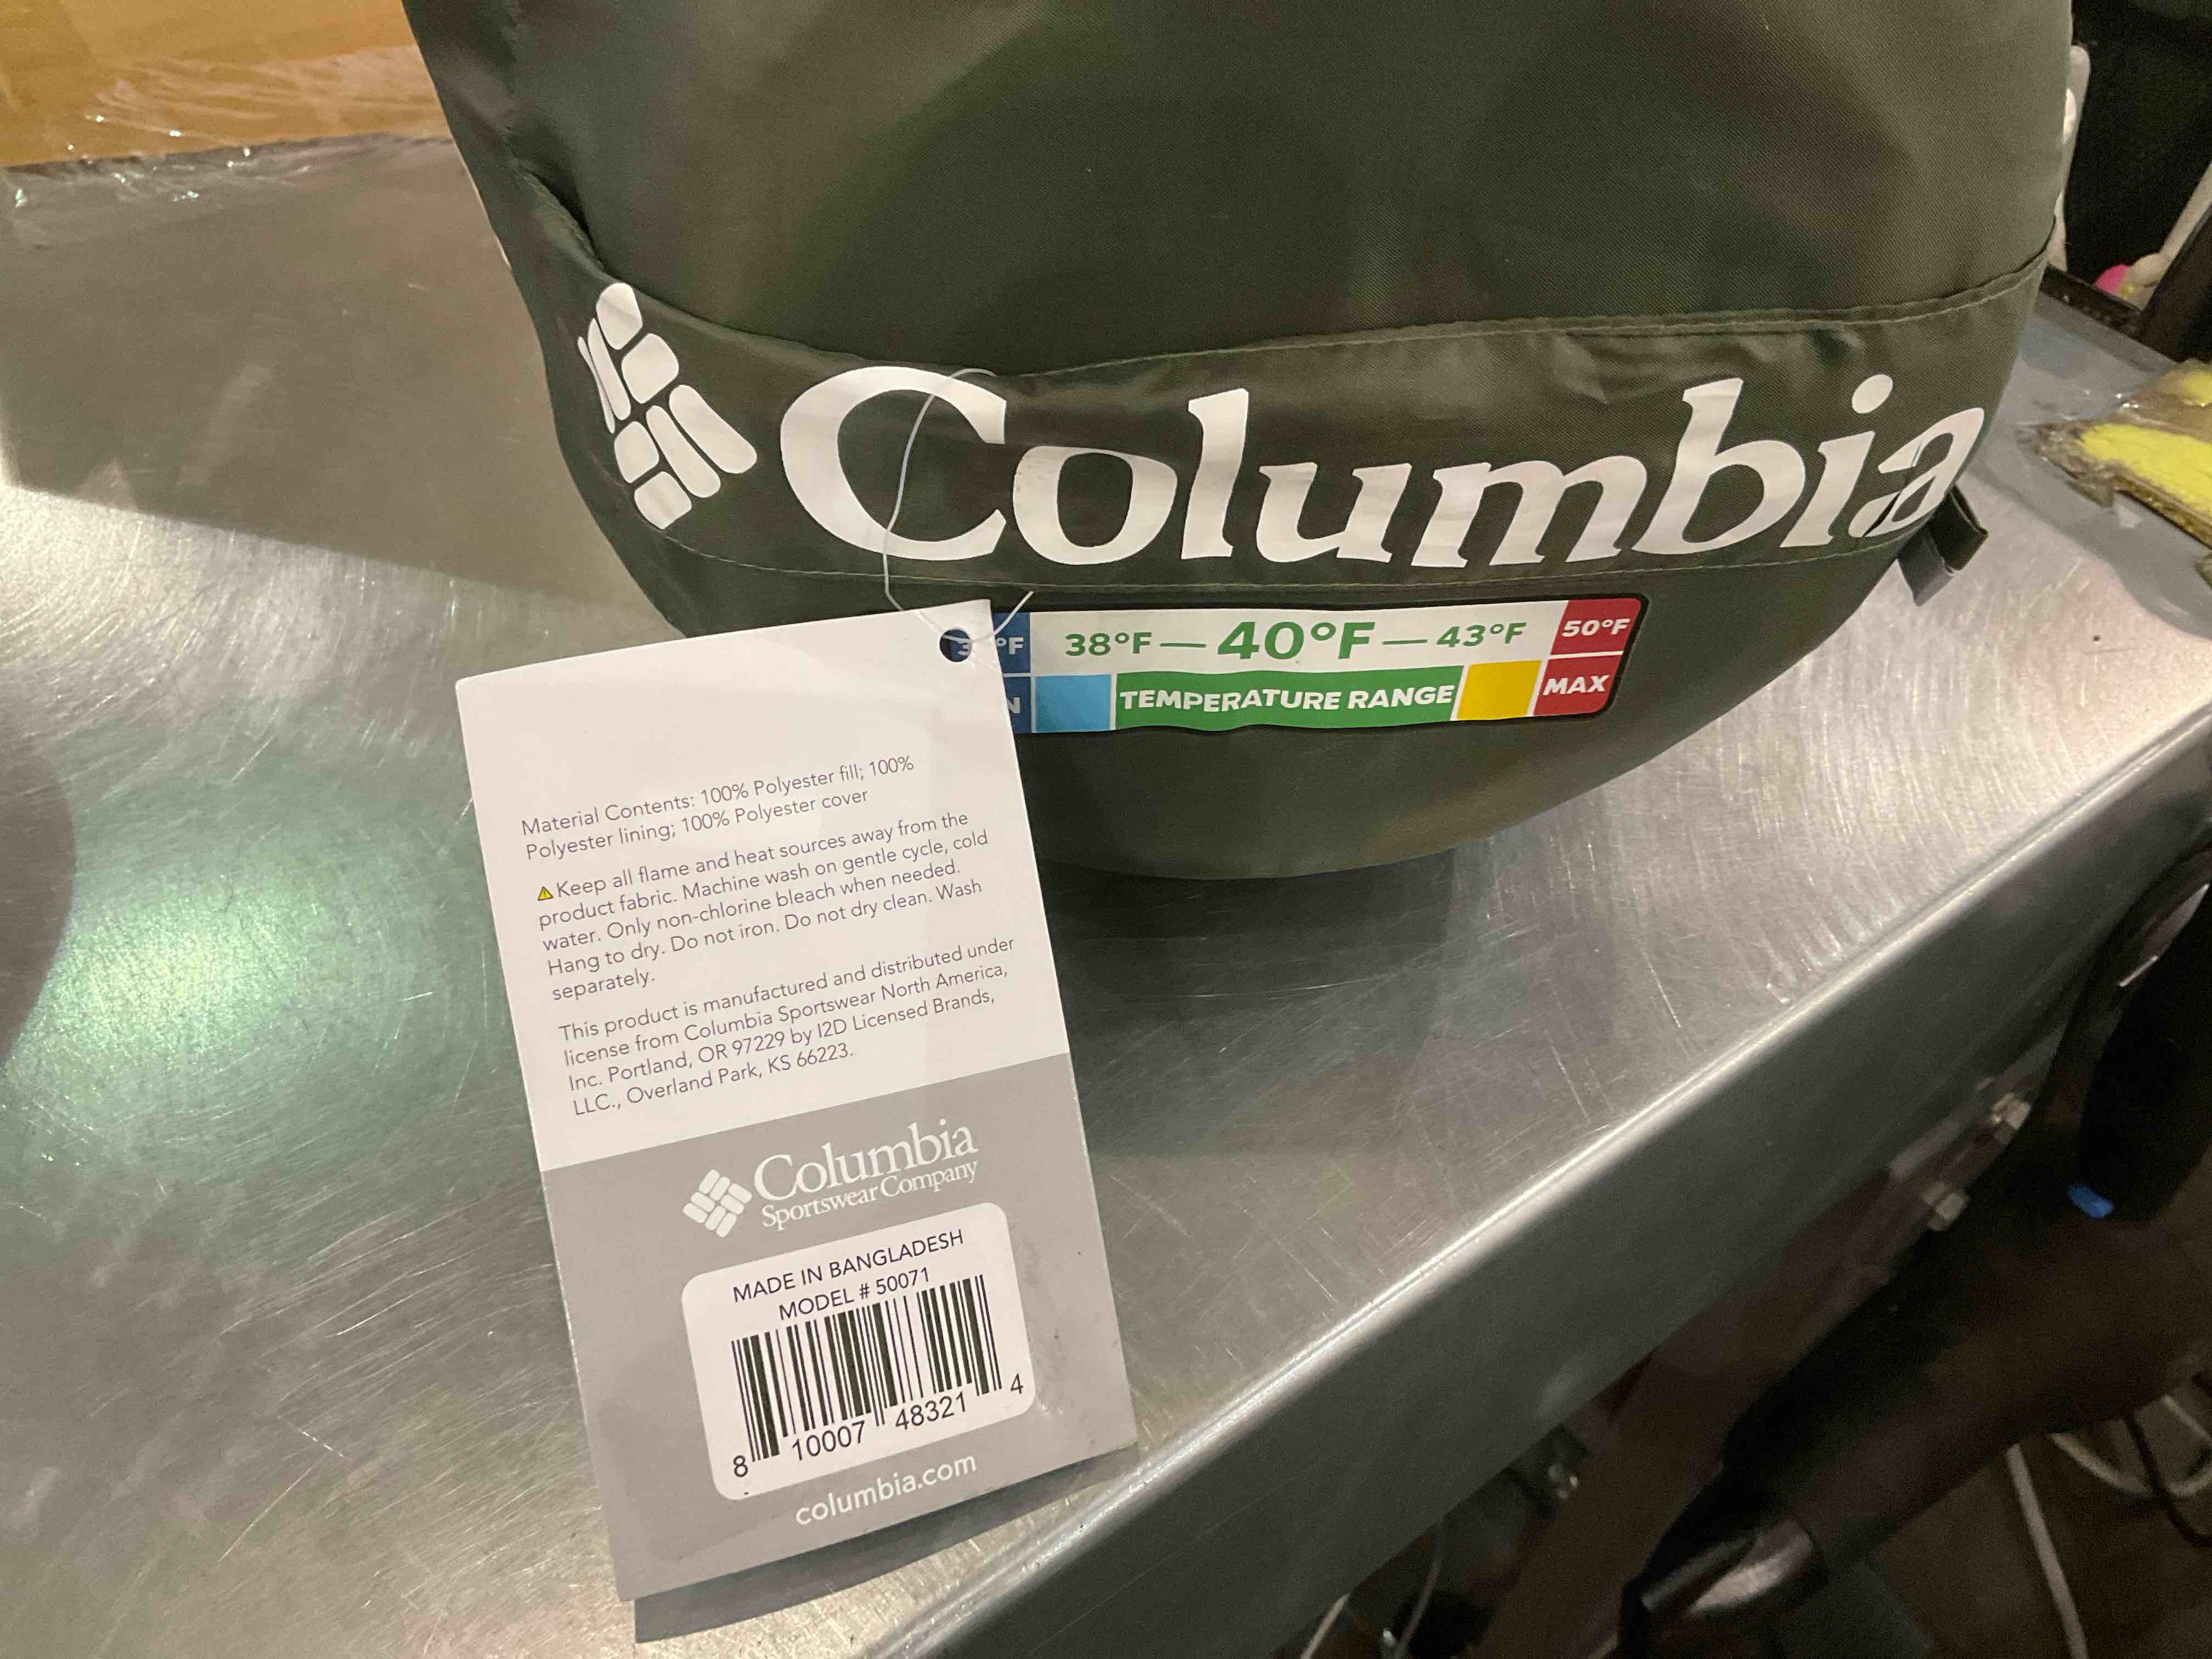 Columbia
°F 38°F — 40°F — 43°F 50°F
TEMPERATURE RANGE MAX
Material Contents: 100% Polyester fill; 100%
Polyester lining; 100% Polyester cover
Keep all flame and heat sources away from the
product fabric. Machine wash on gentle cycle, cold
water. Only non-chlorine bleach when needed.
Hang to dry. Do not iron. Do not dry clean. Wash
separately.
This product is manufactured and distributed under
license from Columbia Sportswear North America,
Inc. Portland, OR 97229 by I2D Licensed Brands,
LLC., Overland Park, KS 66223.
Columbia
Sportswear Company
MADE IN BANGLADESH
MODEL # 50071
8 10007 48321 4
columbia.com